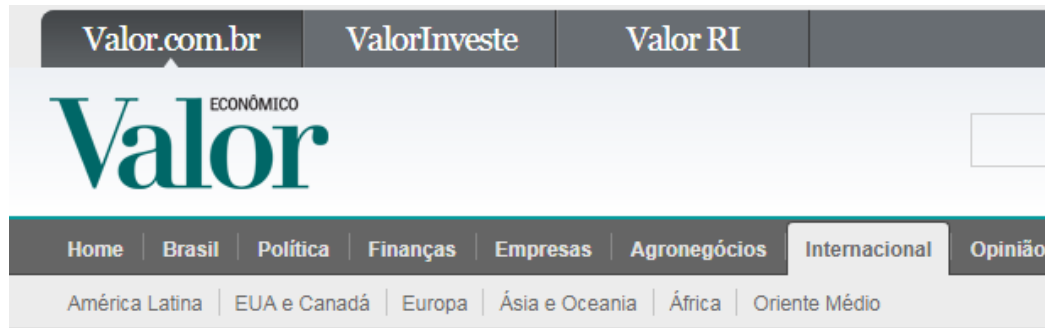 Valor.com.br ValorInveste Valor RI
ECONÔMICO
Valor
Home Brasil Política Finanças Empresas Agronegócios Internacional Opinião
América Latina EUA e Canadá Europa Ásia e Oceania África Oriente Médio